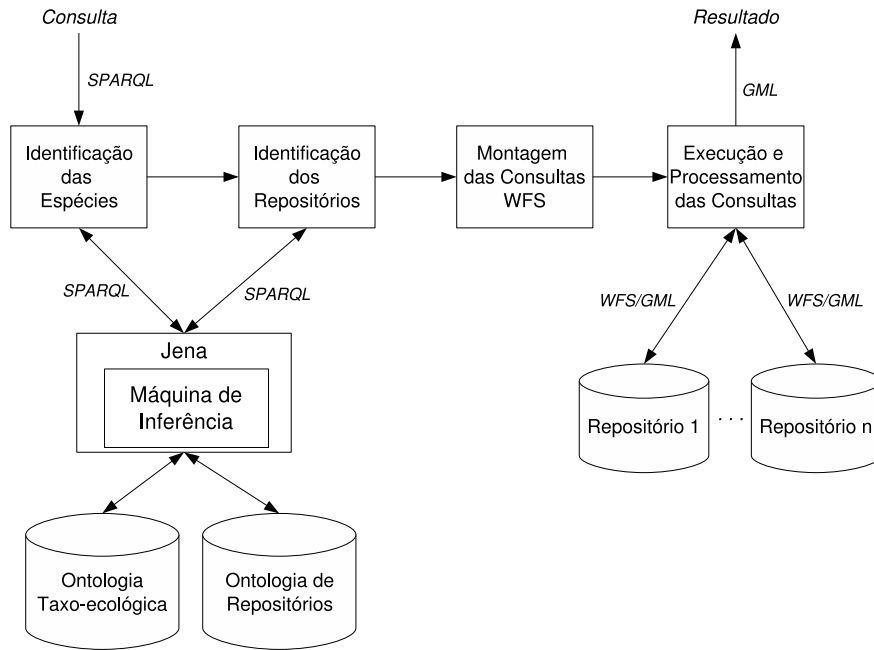 Consulta
Resultado
SPARQL
GML
Identificação
das
Espécies
Identificação
dos
Repositórios
Montagem
das Consultas
WFS
Execução e
Processamento
das Consultas
SPARQL
SPARQL
WFS/GML
WFS/GML
Jena
Máquina de
Inferência
Repositório 1
. . .
Repositório n
Ontologia
Taxo-ecológica
Ontologia de
Repositórios